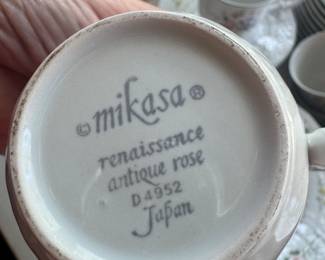 © mikasa ®
renaissance
antique rose
D4952
Japan